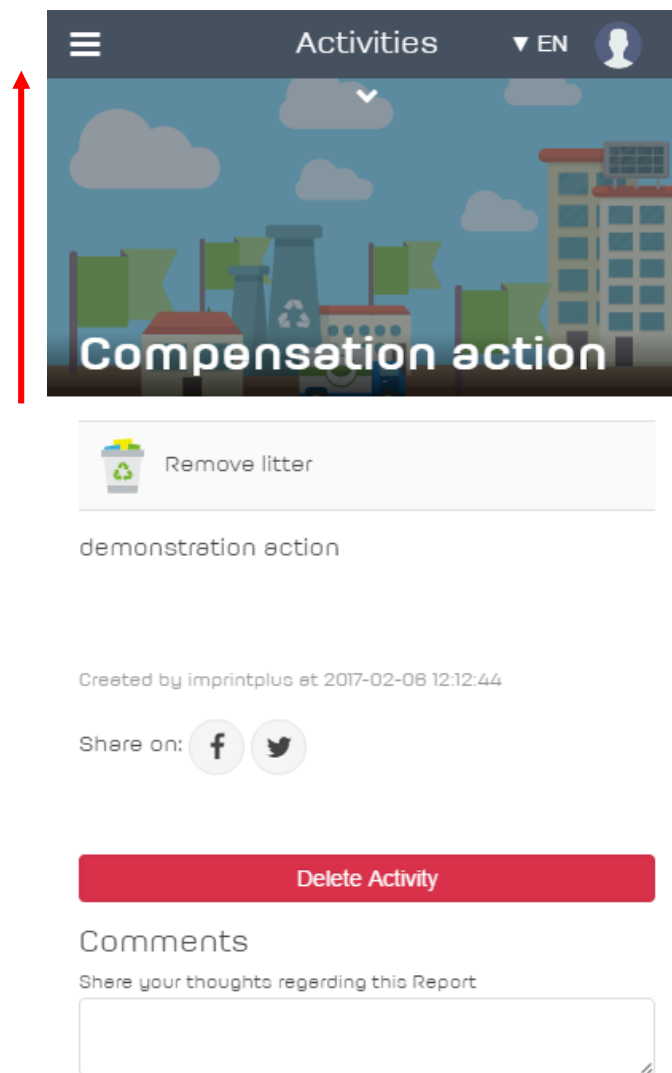 Activities ▼ EN
Compensation action
Remove litter
demonstration action
Created by imprintplus at 2017-02-06 12:12:44
Share on:
Delete Activity
Comments
Share your thoughts regarding this Report